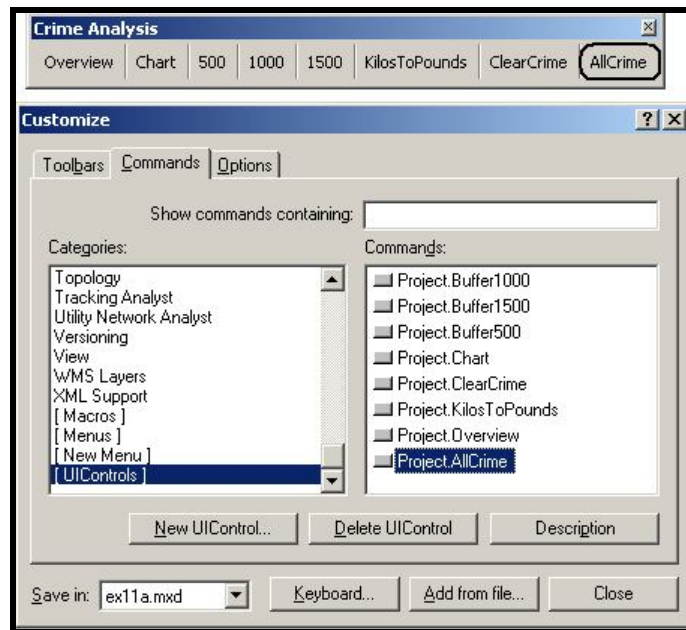 Crime Analysis
Overview Chart 500 1000 1500 KilosToPounds ClearCrime AllCrime
Customize
Toolbars Commands Options
Show commands containing:
Categories:
Topology
Tracking Analyst
Utility Network Analyst
Versioning
View
WMS Layers
XML Support
[ Macros ]
[ Menus ]
[ New Menu ]
[ UIControls ]
Commands:
Project.Buffer1000
Project.Buffer1500
Project.Buffer500
Project.Chart
Project.ClearCrime
Project.KilosToPounds
Project.Overview
Project.AllCrime
New UIControl... Delete UIControl Description
Save in: ex11a.mxd Keyboard... Add from file... Close